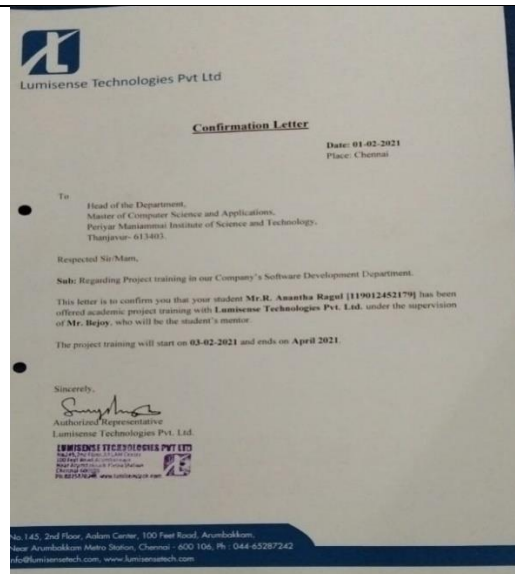 Lumisense Technologies Pvt Ltd
Confirmation Letter
Date: 01-02-2021
Place: Chennai
To
Head of the Department,
Master of Computer Science and Applications,
Periyar Maniammai Institute of Science and Technology,
Thanjavur- 613403.
Respected Sir/Mam,
Sub: Regarding Project training in our Company's Software Development Department.
This letter is to confirm you that your student Mr.R. Anantha Ragul [119012452179] has been
offered academic project training with Lumisense Technologies Pvt. Ltd. under the supervision
of Mr. Bejoy, who will be the student's mentor.
The project training will start on 03-02-2021 and ends on April 2021.
Sincerely,
Authorized Representative
Lumisense Technologies Pvt. Ltd.
LUMISENSE TECHNOLOGIES PVT LTD
No.145, 2nd Floor, Aalam Center, 100 Feet Road, Arumbakkam,
Near Arumbakkam Metro Station, Chennai - 600 106, Ph : 044-65287242
info@lumisensetech.com, www.lumisensetech.com